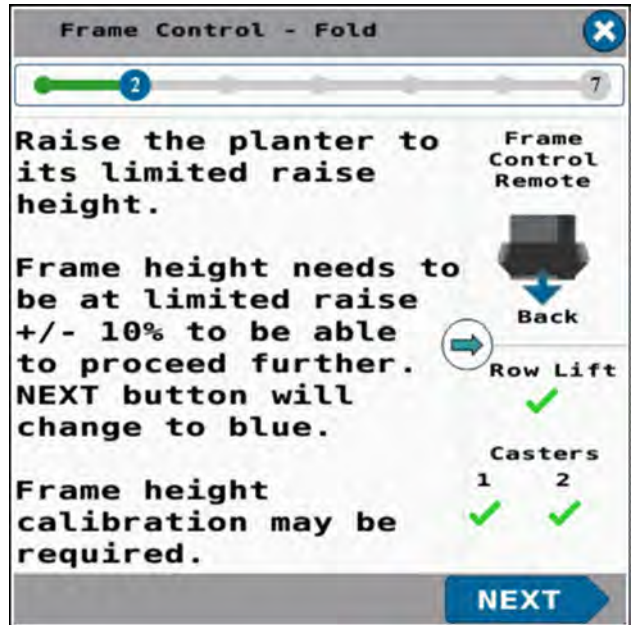 Frame Control - Fold
2
7
Raise the planter to
its limited raise
height.
Frame height needs to
be at limited raise
+/- 10% to be able
to proceed further.
NEXT button will
change to blue.
Frame height
calibration may be
required.
Frame
Control
Remote
Back
Row Lift
Casters
1 2
NEXT